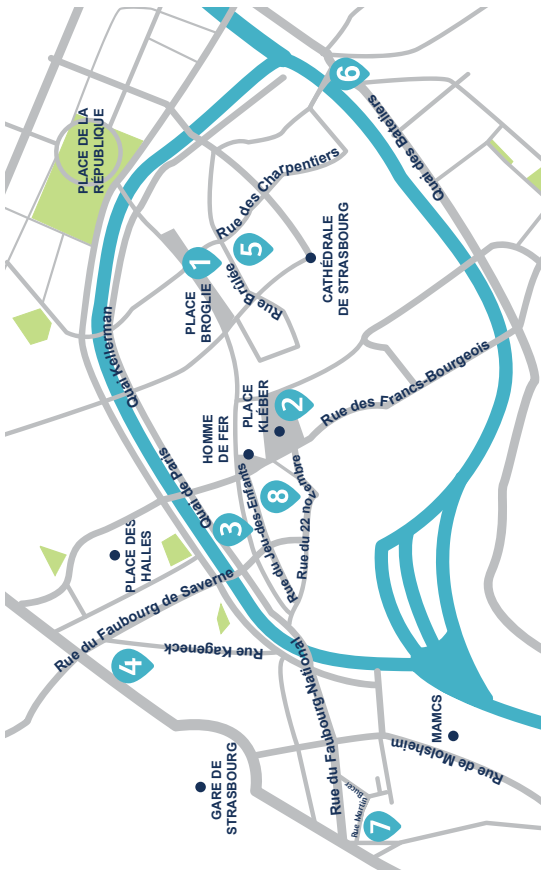 PLACE DE LA
RÉPUBLIQUE
6
Quai des Bateliers
Rue des Charpentiers
5
1
PLACE
BROGLIE
Rue Brûlée
CATHÉDRALE
DE STRASBOURG
Quai Kellerman
HOMME
DE FER
PLACE
KLÉBER
2
Rue des Francs-Bourgeois
Quai de Paris
3
8
Rue du Jeu-des-Enfants
Rue du 22 novembre
PLACE DES
HALLES
Rue du Faubourg de Saverne
4
Rue Kageneck
Rue du Faubourg-National
GARE DE
STRASBOURG
MAMCS
Rue de Molsheim
Rue Martin Bucer
7